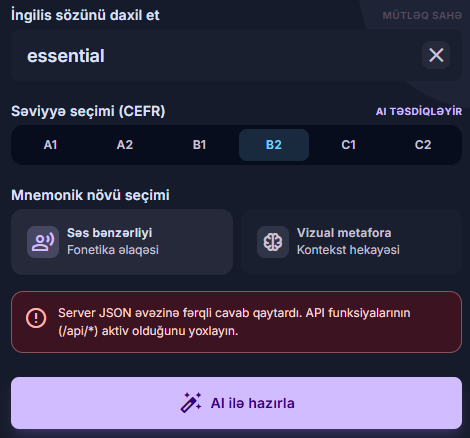 İngilis sözünü daxil et
MÜTLƏQ SAHƏ
essential
Səviyyə seçimi (CEFR)
AI TƏSDİQLƏYİR
A1 A2 B1 B2 C1 C2
Mnemonik növü seçimi
Səs bənzərliyi
Fonetika əlaqəsi
Vizual metafora
Kontekst hekayəsi
Server JSON əvəzinə fərqli cavab qaytardı. API funksiyalarının
(/api/*) aktiv olduğunu yoxlayın.
AI ilə hazırla